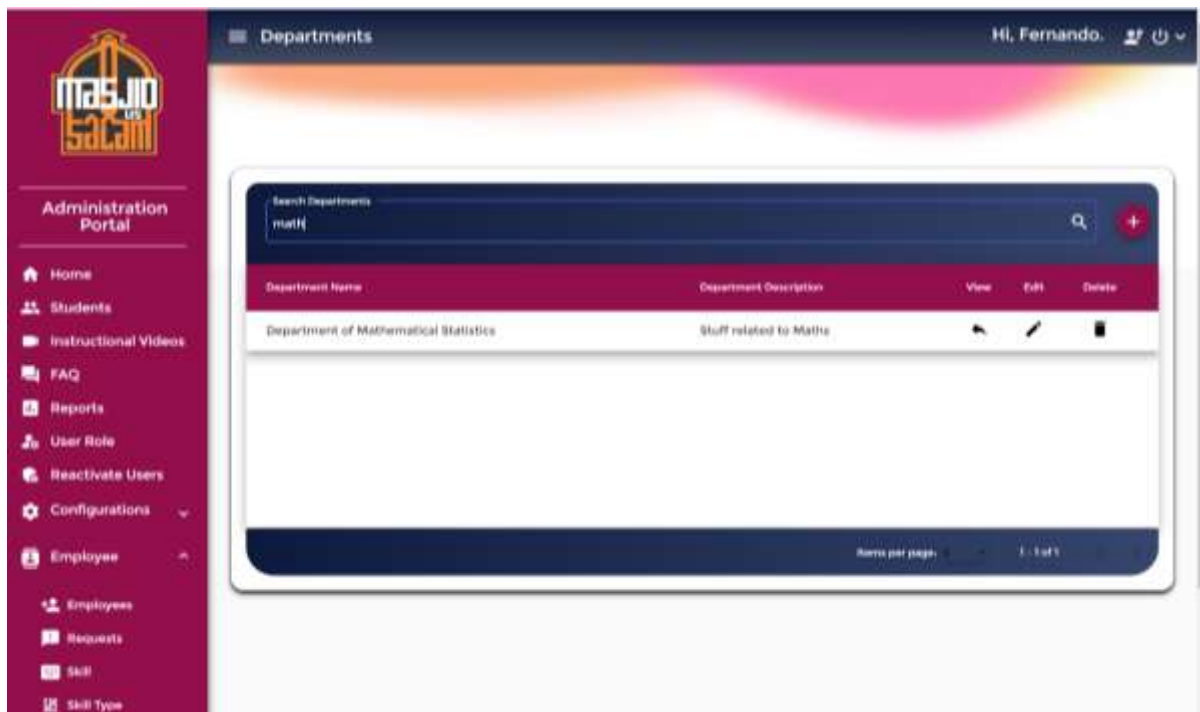 MASJID
US
SALAM
Administration
Portal
Home
Students
Instructional Videos
FAQ
Reports
User Role
Reactivate Users
Configurations
Employee
Employees
Requests
Skill
Skill Type
Departments
Hi, Fernando.
Search Departments
math
Department Name Department Description View Edit Delete
Department of Mathematical Statistics Stuff related to Maths
Items per page: 1 - 1 of 1